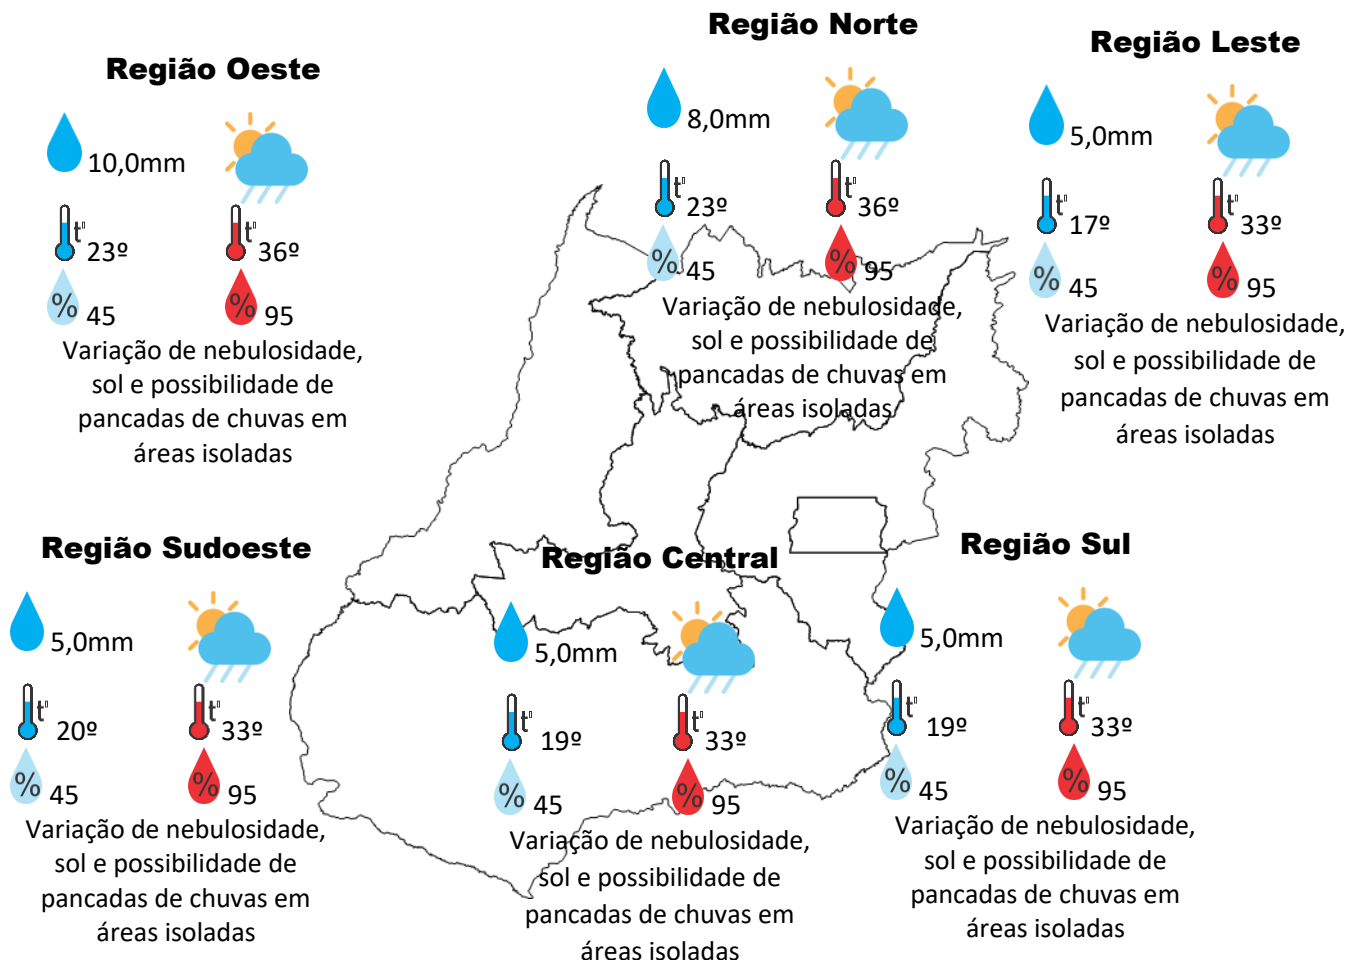 Região Oeste
10,0mm
t°
23º
36º
% 45
% 95
Variação de nebulosidade,
sol e possibilidade de
pancadas de chuvas em
áreas isoladas
Região Norte
8,0mm
t°
23º
t°
36º
% 45
% 95
Variação de nebulosidade,
sol e possibilidade de
pancadas de chuvas em
áreas isoladas
Região Leste
5,0mm
t°
17º
t°
33º
% 45
% 95
Variação de nebulosidade,
sol e possibilidade de
pancadas de chuvas em
áreas isoladas
Região Sudoeste
5,0mm
t°
20º
t°
33º
% 45
% 95
Variação de nebulosidade,
sol e possibilidade de
pancadas de chuvas em
áreas isoladas
Região Central
5,0mm
t°
19º
t°
33º
% 45
% 95
Variação de nebulosidade,
sol e possibilidade de
pancadas de chuvas em
áreas isoladas
Região Sul
5,0mm
t°
19º
t°
33º
% 45
% 95
Variação de nebulosidade,
sol e possibilidade de
pancadas de chuvas em
áreas isoladas